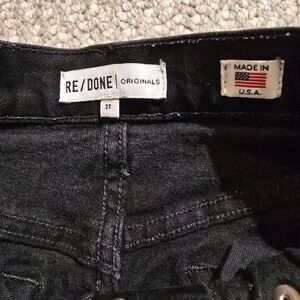 RE/DONE | ORIGINALS
27
MADE IN
U.S.A.